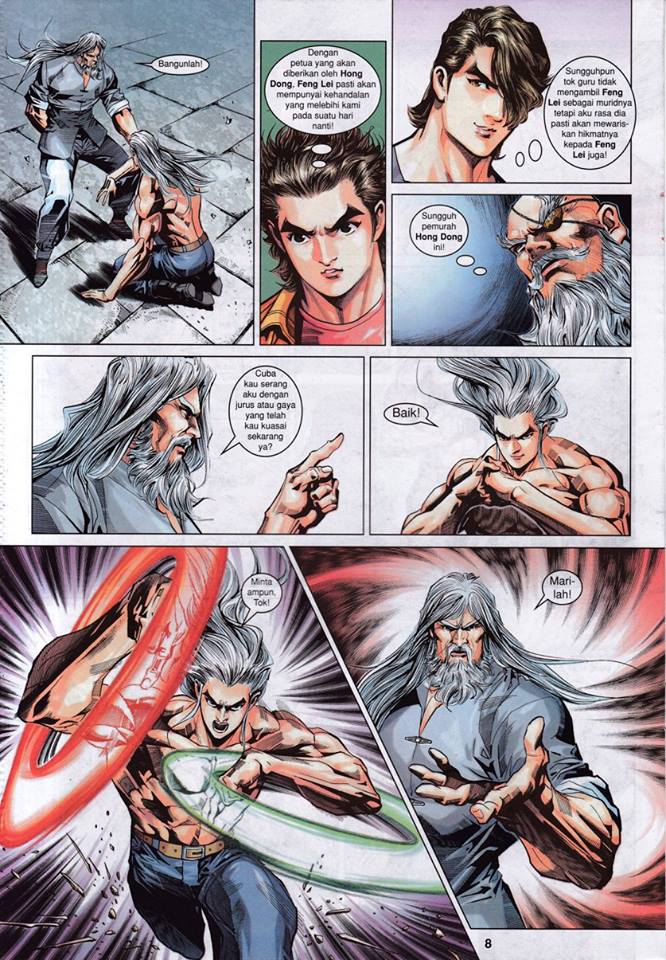 Bangunlah!
Dengan
petua yang akan
diberikan oleh Hong
Dong, Feng Lei pasti akan
mempunyai kehandalan
yang melebihi kami
pada suatu hari
nanti!
Sungguhpun
tok guru tidak
mengambil Feng
Lei sebagai muridnya
tetapi aku rasa dia
pasti akan mewaris-
kan hikmatnya
kepada Feng
Lei juga!
Sungguh
pemurah
Hong Dong
ini!
Cuba
kau serang
aku dengan
jurus atau gaya
yang telah
kau kuasai
sekarang
ya?
Baik!
Minta
ampun,
Tok!
Mari-
lah!
8